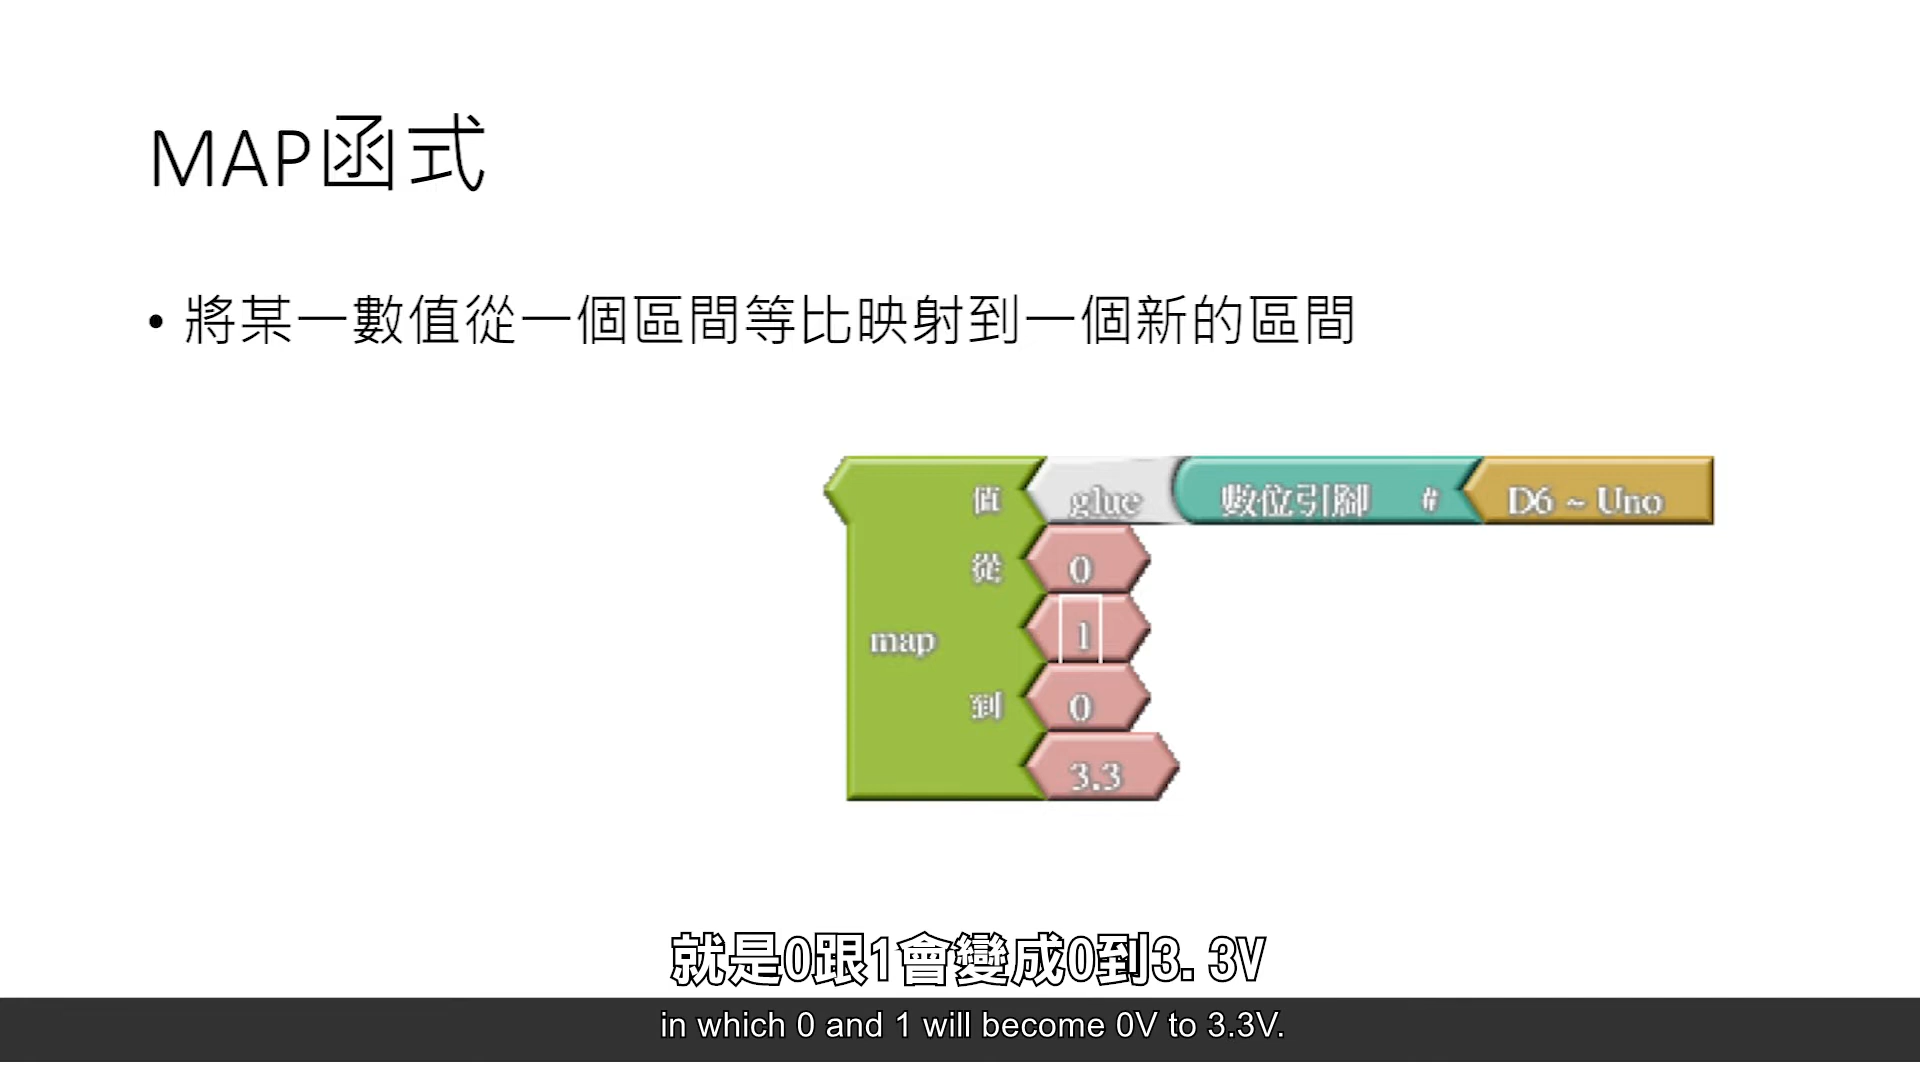 MAP函式
• 將某一數值從一個區間等比映射到一個新的區間
值 glue 數位引腳 # D6 ~ Uno
從 0
1
map
到 0
3.3
就是0跟1會變成0到3.3V
in which 0 and 1 will become 0V to 3.3V.